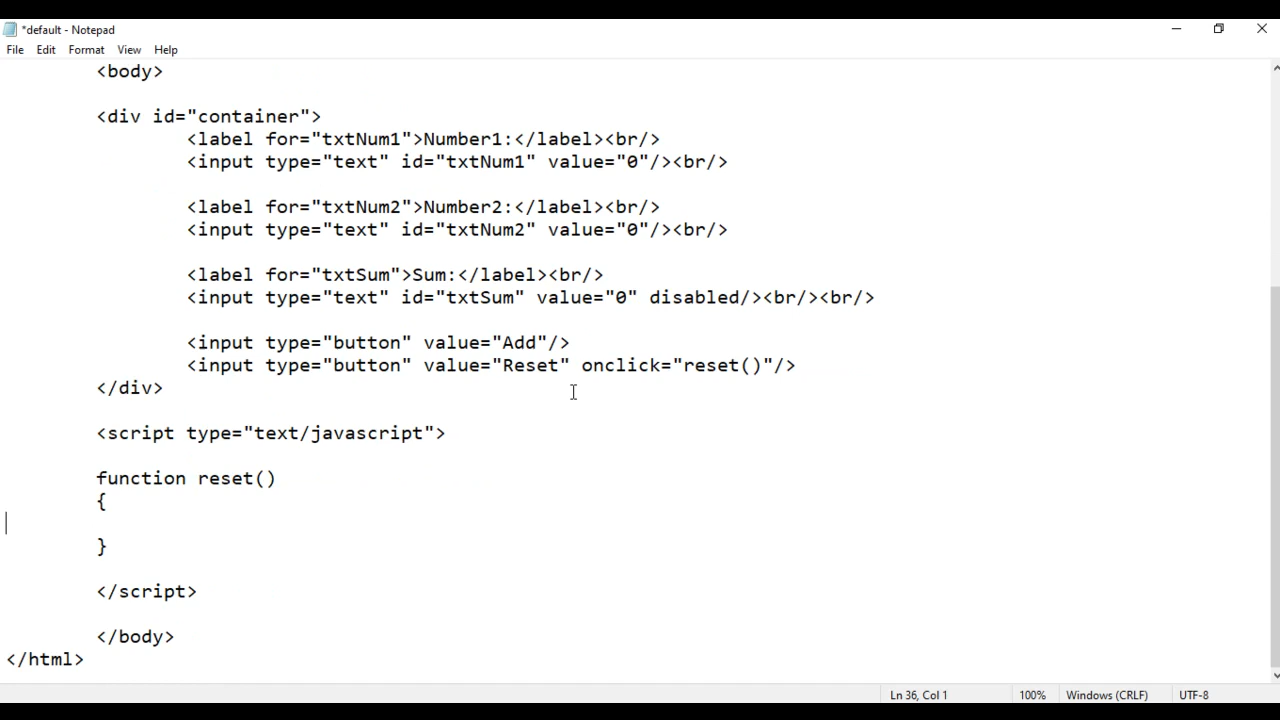 *default - Notepad
File Edit Format View Help
<body>
<div id="container">
<label for="txtNum1">Number1:</label><br/>
<input type="text" id="txtNum1" value="0"/><br/>
<label for="txtNum2">Number2:</label><br/>
<input type="text" id="txtNum2" value="0"/><br/>
<label for="txtSum">Sum:</label><br/>
<input type="text" id="txtSum" value="0" disabled/><br/><br/>
<input type="button" value="Add"/>
<input type="button" value="Reset" onclick="reset()"/>
</div>
<script type="text/javascript">
function reset()
{
}
</script>
</body>
</html>
Ln 36, Col 1 100% Windows (CRLF) UTF-8